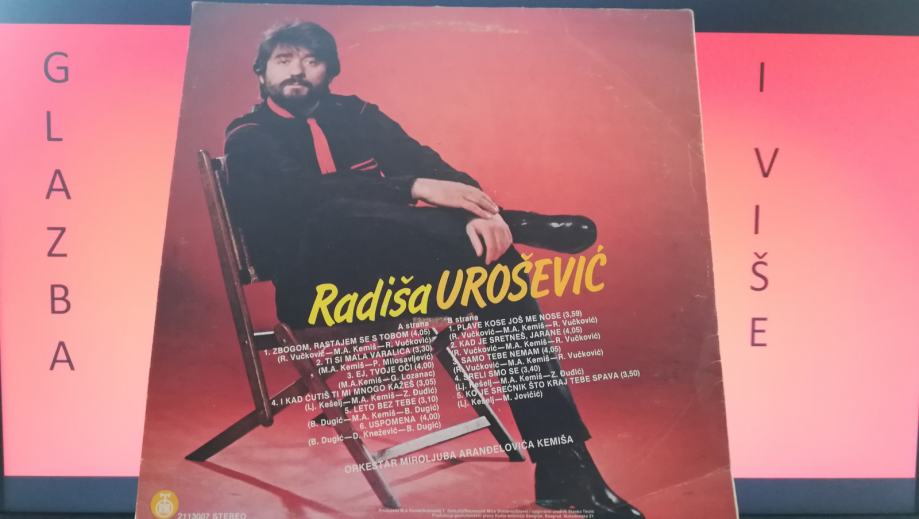 GLAZBA
I VIŠE
Radiša UROŠEVIĆ
A strana
1. ZBOGOM, RASTAJEM SE S TOBOM (4,05)
(R. Vučković—M.A. Kemiš—R. Vučković)
2. TI SI MALA VARALICA (3,30)
(M.A. Kemiš—P. Milosavljević)
3. EJ, TVOJE OČI (4,00)
(M.A.Kemiš—G. Lozanac)
4. I KAD ĆUTIŠ TI MI MNOGO KAŽEŠ (3,05)
(Lj. Kešelj—M.A. Kemiš—Z. Đudić)
5. LETO BEZ TEBE (3,10)
(B. Dugić—M.A. Kemiš—B. Dugić)
6. USPOMENA (4,00)
(B. Dugić—D. Knežević—B. Dugić)
B strana
1. PLAVE KOSE JOŠ ME NOSE (3,59)
(R. Vučković—M.A. Kemiš—R. Vučković)
2. KAD JE SRETNEŠ, JARANE (4,05)
(R. Vučković—M.A. Kemiš—R. Vučković)
3. SAMO TEBE NEMAM (4,05)
(R. Vučković—M.A. Kemiš—R. Vučković)
4. SRELI SMO SE (3,40)
(Lj. Kešelj—M.A. Kemiš—Z. Đudić)
5. KO JE SREĆNIK ŠTO KRAJ TEBE SPAVA (3,50)
(Lj. Kešelj—M. Jovičić)
ORKESTAR MIROLJUBA ARANĐELOVIĆA KEMIŠA
2113087 STEREO